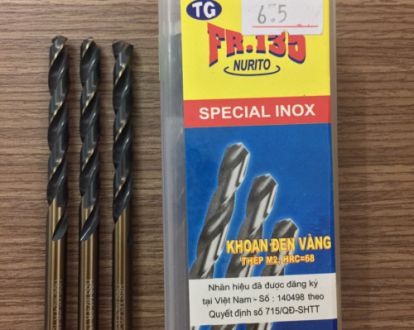 TG
6.5
FR.135
NURITO
SPECIAL INOX
KHOAN ĐEN VÀNG
THÉP M2, HRC=68
Nhãn hiệu đã được đăng ký
tại Việt Nam - Số : 140498 theo
Quyết định số 715/QĐ-SHTT